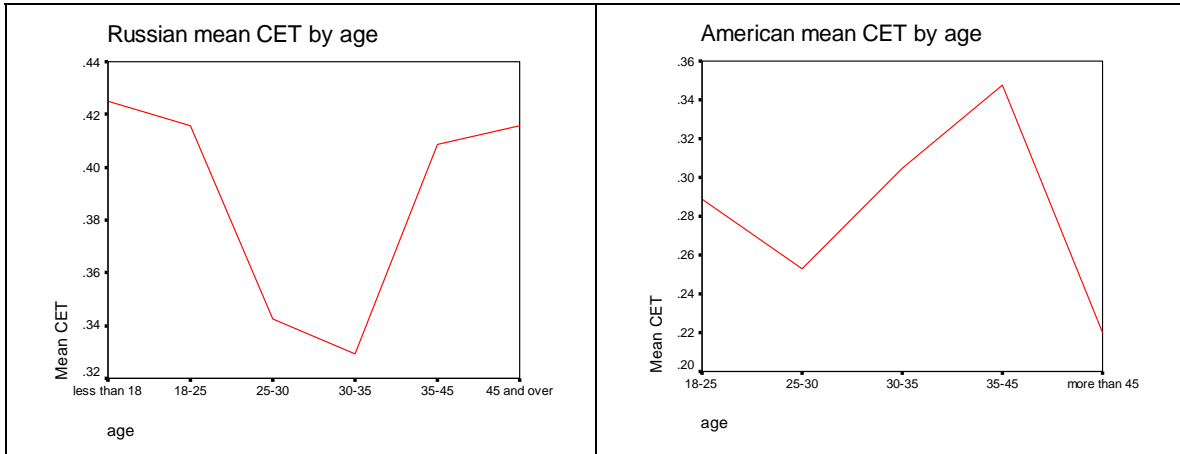 Russian mean CET by age
.44
.42
.40
.38
.36
.34
.32
Mean CET
less than 18 18-25 25-30 30-35 35-45 45 and over
age
American mean CET by age
.36
.34
.32
.30
.28
.26
.24
.22
.20
Mean CET
18-25 25-30 30-35 35-45 more than 45
age